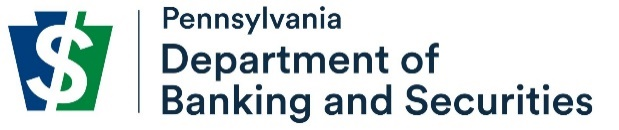 $
Pennsylvania
Department of
Banking and Securities